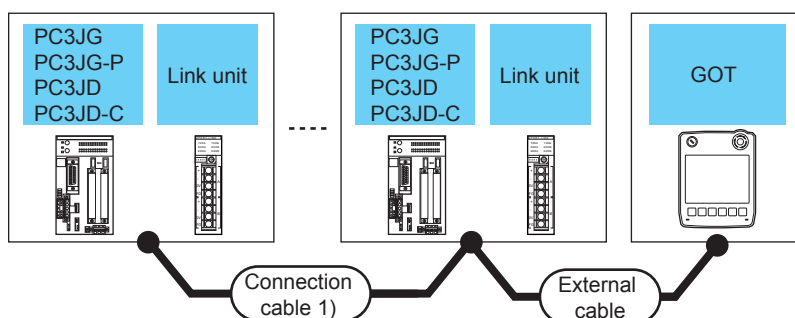 PC3JG
PC3JG-P
PC3JD
PC3JD-C
Link unit
PC3JG
PC3JG-P
PC3JD
PC3JD-C
Link unit
GOT
Connection
cable 1)
External
cable